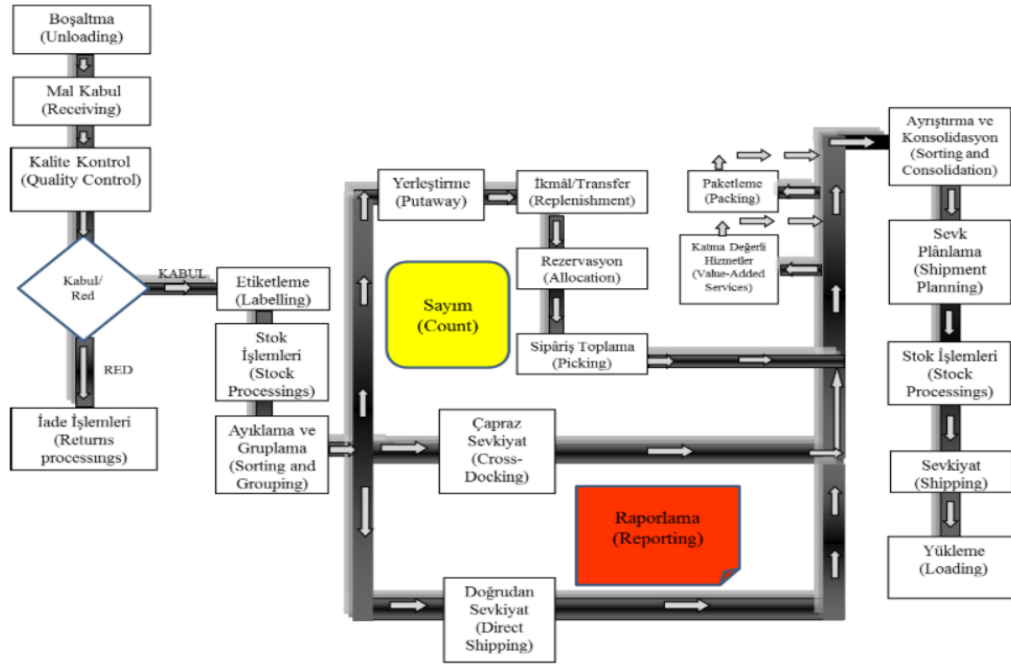 Boşaltma
(Unloading)
Mal Kabul
(Receiving)
Kalite Kontrol
(Quality Control)
Kabul/
Red
KABUL
RED
İade İşlemleri
(Returns
processıngs)
Etiketleme
(Labelling)
Stok
İşlemleri
(Stock
Processings)
Ayıklama ve
Gruplama
(Sorting and
Grouping)
Yerleştirme
(Putaway)
İkmâl/Transfer
(Replenishment)
Rezervasyon
(Allocation)
Sipâriş Toplama
(Picking)
Sayım
(Count)
Çapraz
Sevkiyat
(Cross-
Docking)
Raporlama
(Reporting)
Doğrudan
Sevkiyat
(Direct
Shipping)
Paketleme
(Packing)
Katma Değerli
Hizmetler
(Value-Added
Services)
Ayrıştırma ve
Konsolidasyon
(Sorting and
Consolidation)
Sevk
Plânlama
(Shipment
Planning)
Stok İşlemleri
(Stock
Processings)
Sevkiyat
(Shipping)
Yükleme
(Loading)